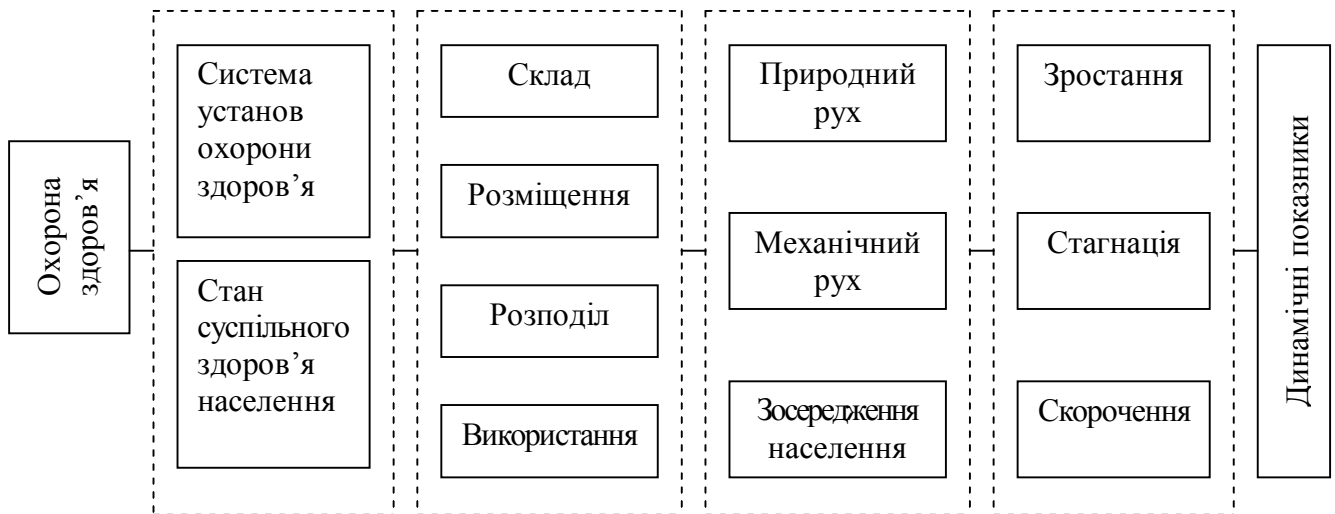 Охорона
здоров’я
Система
установ
охорони
здоров’я
Стан
суспільного
здоров’я
населення
Склад
Розміщення
Розподіл
Використання
Природний
рух
Механічний
рух
Зосередження
населення
Зростання
Стагнація
Скорочення
Динамічні показники